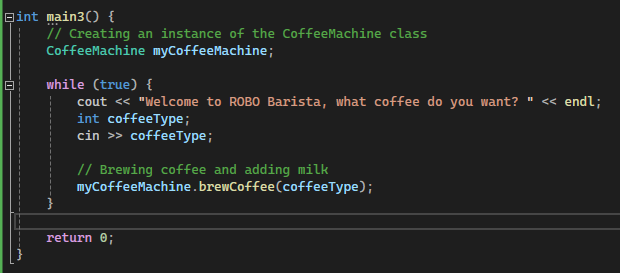 int main3() {
// Creating an instance of the CoffeeMachine class
CoffeeMachine myCoffeeMachine;
while (true) {
cout << "Welcome to ROBO Barista, what coffee do you want? " << endl;
int coffeeType;
cin >> coffeeType;
// Brewing coffee and adding milk
myCoffeeMachine.brewCoffee(coffeeType);
}
return 0;
}